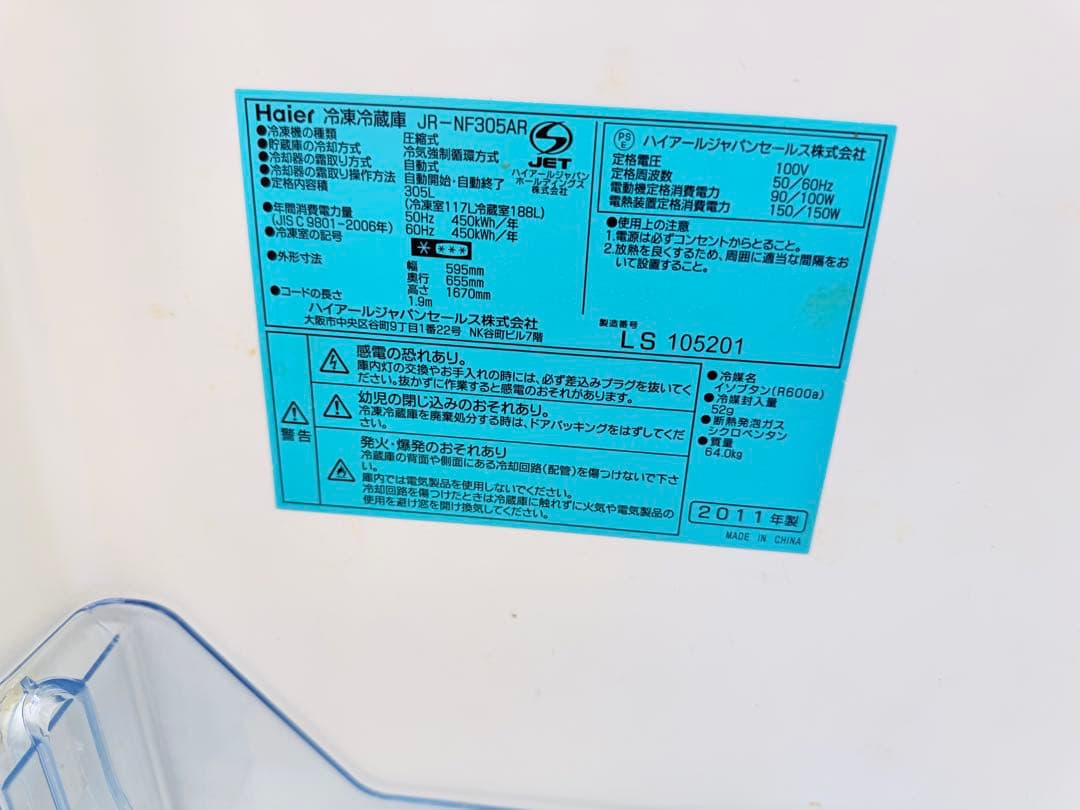 Haier 冷凍冷蔵庫 JR-NF305AR
●冷凍機の種類 圧縮式
●貯蔵庫の冷却方式 冷気強制循環方式
●冷却器の霜取り方式 自動式
●冷却器の霜取り操作方法 自動開始・自動終了
●定格内容積 305L
(冷凍室117L冷蔵室188L)
●年間消費電力量 50Hz 450kWh/年
(JIS C 9801-2006年) 60Hz 450kWh/年
●冷凍室の記号
●外形寸法 幅 595mm
奥行 655mm
高さ 1670mm
●コードの長さ 1.9m
ハイアールジャパンセールス株式会社
大阪市中央区谷町9丁目1番22号 NK谷町ビル7階
JET
ハイアールジャパン
ホールディングス
株式会社
PS
E
ハイアールジャパンセールス株式会社
定格電圧 100V
定格周波数 50/60Hz
電動機定格消費電力 90/100W
電熱装置定格消費電力 150/150W
●使用上の注意
1.電源は必ずコンセントからとること。
2.放熱を良くするため、周囲に適当な間隔をお
いて設置すること。
製造番号
LS 105201
警告
感電の恐れあり。
庫内灯の交換やお手入れの時には、必ず差込みプラグを抜いてく
ださい。抜かずに作業すると感電のおそれがあります。
幼児の閉じ込みのおそれあり。
冷凍冷蔵庫を廃棄処分する時は、ドアパッキングをはずしてくだ
さい。
発火・爆発のおそれあり
冷蔵庫の背面や側面にある冷却回路(配管)を傷つけないで下さ
い。
庫内では電気製品を使用しないでください。
冷却回路を傷つけたときは冷蔵庫に触れずに火気や電気製品の
使用を避け窓を開け換気してください。
●冷媒名
イソブタン(R600a)
●冷媒封入量
52g
●断熱発泡ガス
シクロペンタン
●質量
64.0kg
2011年製
MADE IN CHINA